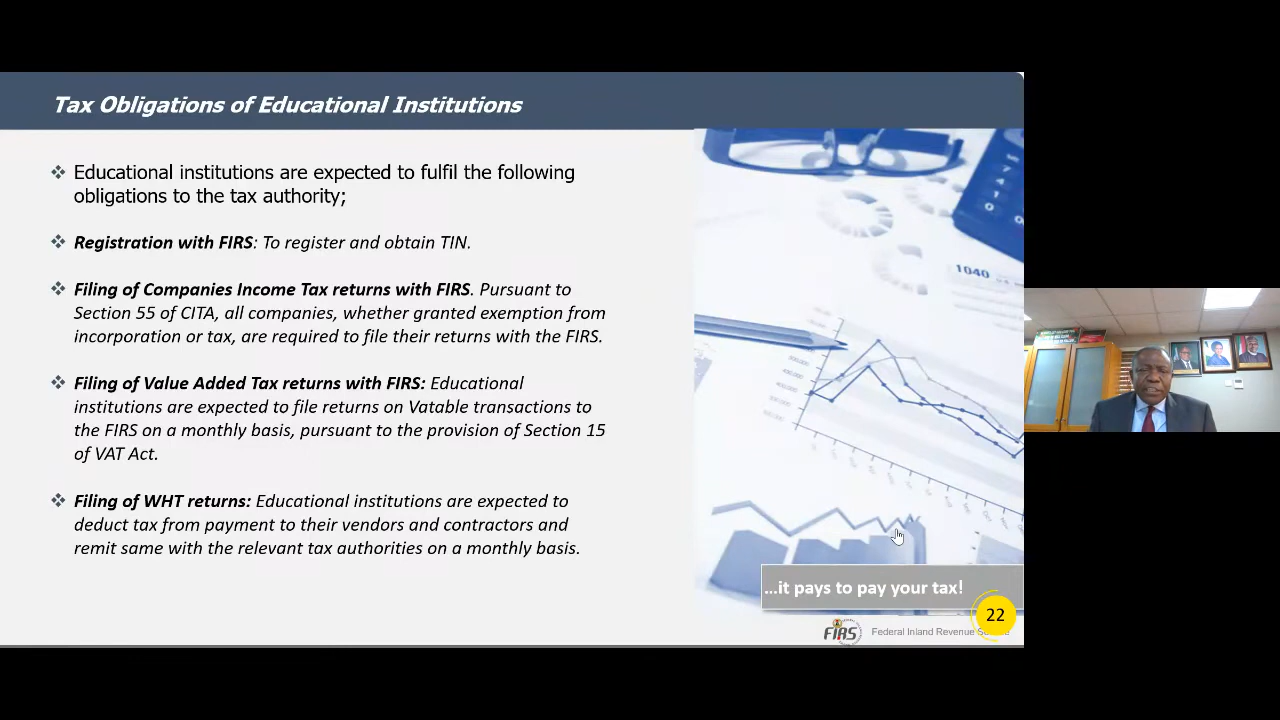 Tax Obligations of Educational Institutions
Educational institutions are expected to fulfil the following
obligations to the tax authority;
Registration with FIRS: To register and obtain TIN.
Filing of Companies Income Tax returns with FIRS. Pursuant to
Section 55 of CITA, all companies, whether granted exemption from
incorporation or tax, are required to file their returns with the FIRS.
Filing of Value Added Tax returns with FIRS: Educational
institutions are expected to file returns on Vatable transactions to
the FIRS on a monthly basis, pursuant to the provision of Section 15
of VAT Act.
Filing of WHT returns: Educational institutions are expected to
deduct tax from payment to their vendors and contractors and
remit same with the relevant tax authorities on a monthly basis.
1040
...it pays to pay your tax!
22
FIRS
Federal Inland Revenue